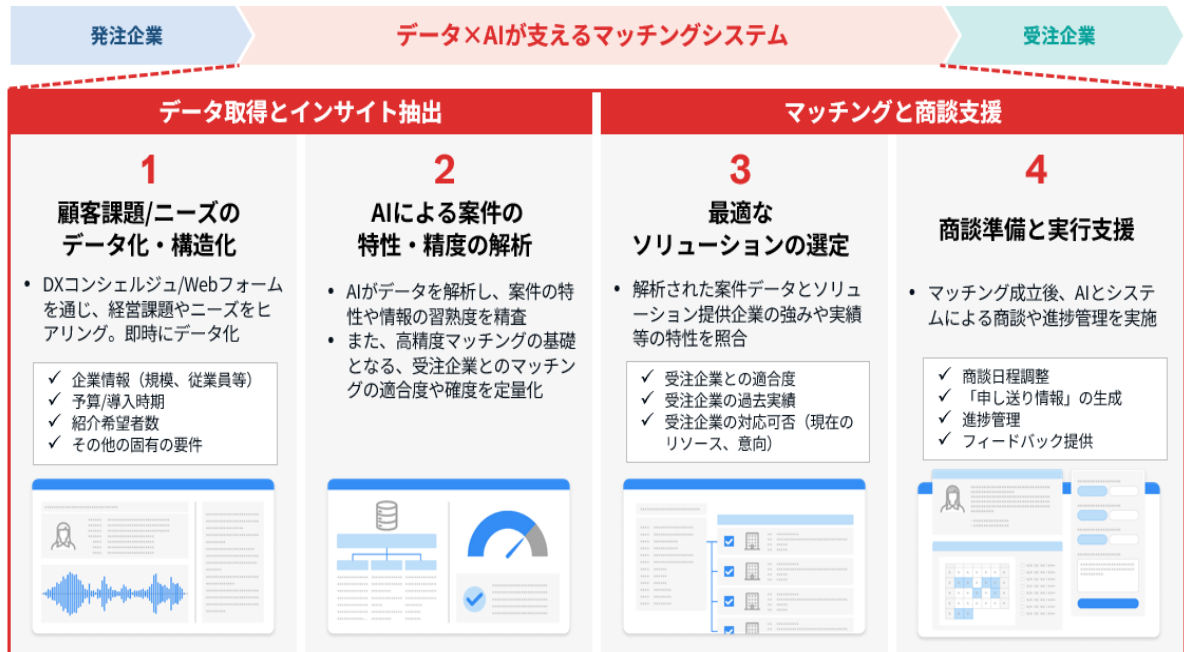 発注企業
データ×AIが支えるマッチングシステム
受注企業
データ取得とインサイト抽出
マッチングと商談支援
1
顧客課題/ニーズの
データ化・構造化
• DXコンシェルジュ/Webフォーム
を通じ、経営課題やニーズをヒ
アリング。即時にデータ化
✓ 企業情報（規模、従業員等）
✓ 予算/導入時期
✓ 紹介希望者数
✓ その他の固有の要件
2
AIによる案件の
特性・精度の解析
• AIがデータを解析し、案件の特
性や情報の習熟度を精査
• また、高精度マッチングの基礎
となる、受注企業とのマッチン
グの適合度や確度を定量化
3
最適な
ソリューションの選定
• 解析された案件データとソリュ
ーション提供企業の強みや実績
等の特性を照合
✓ 受注企業との適合度
✓ 受注企業の過去実績
✓ 受注企業の対応可否（現在の
リソース、意向）
4
商談準備と実行支援
• マッチング成立後、AIとシステ
ムによる商談や進捗管理を実施
✓ 商談日程調整
✓ 「申し送り情報」の生成
✓ 進捗管理
✓ フィードバック提供